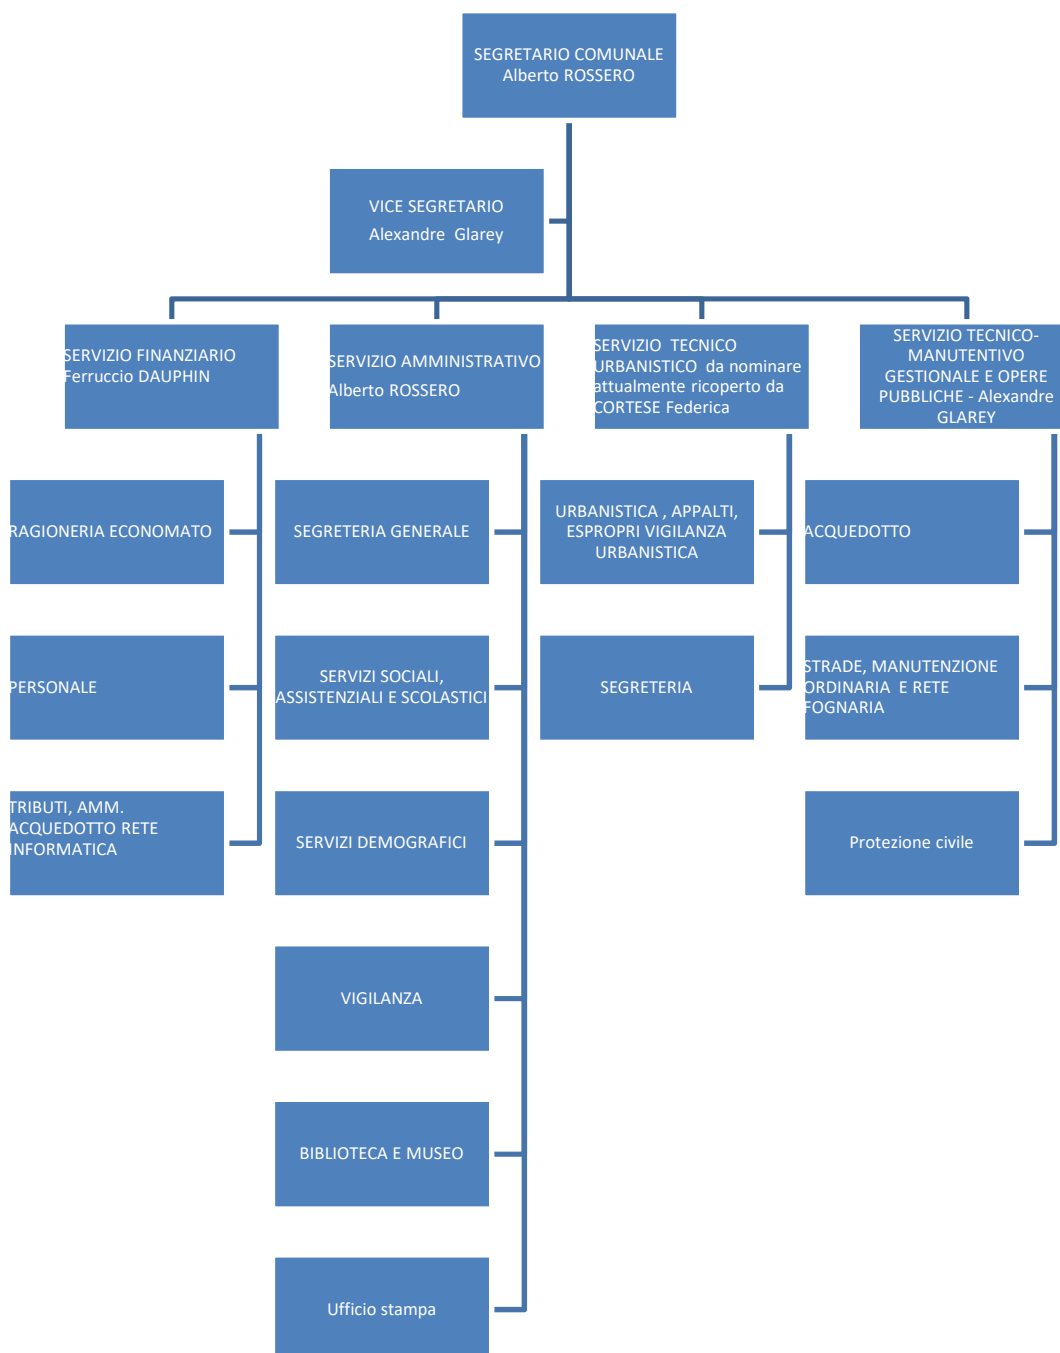 SEGRETARIO COMUNALE
Alberto ROSSERO
VICE SEGRETARIO
Alexandre Glarey
SERVIZIO FINANZIARIO
Ferruccio DAUPHIN
SERVIZIO AMMINISTRATIVO
Alberto ROSSERO
SERVIZIO TECNICO
URBANISTICO da nominare
attualmente ricoperto da
CORTESE Federica
SERVIZIO TECNICO-
MANUTENTIVO
GESTIONALE E OPERE
PUBBLICHE - Alexandre
GLAREY
RAGIONERIA ECONOMATO
PERSONALE
TRIBUTI, AMM.
ACQUEDOTTO RETE
INFORMATICA
SEGRETERIA GENERALE
SERVIZI SOCIALI,
ASSISTENZIALI E SCOLASTICI
SERVIZI DEMOGRAFICI
VIGILANZA
BIBLIOTECA E MUSEO
Ufficio stampa
URBANISTICA , APPALTI,
ESPROPRI VIGILANZA
URBANISTICA
SEGRETERIA
ACQUEDOTTO
STRADE, MANUTENZIONE
ORDINARIA E RETE
FOGNARIA
Protezione civile